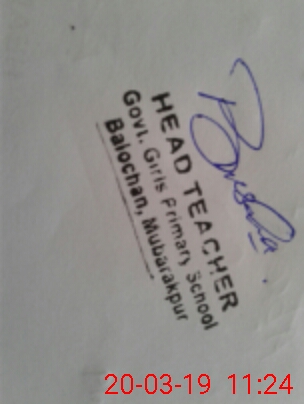 HEAD TEACHER
Govt. Girls Primary School
Balochan, Mubarakpur
20-03-19 11:24